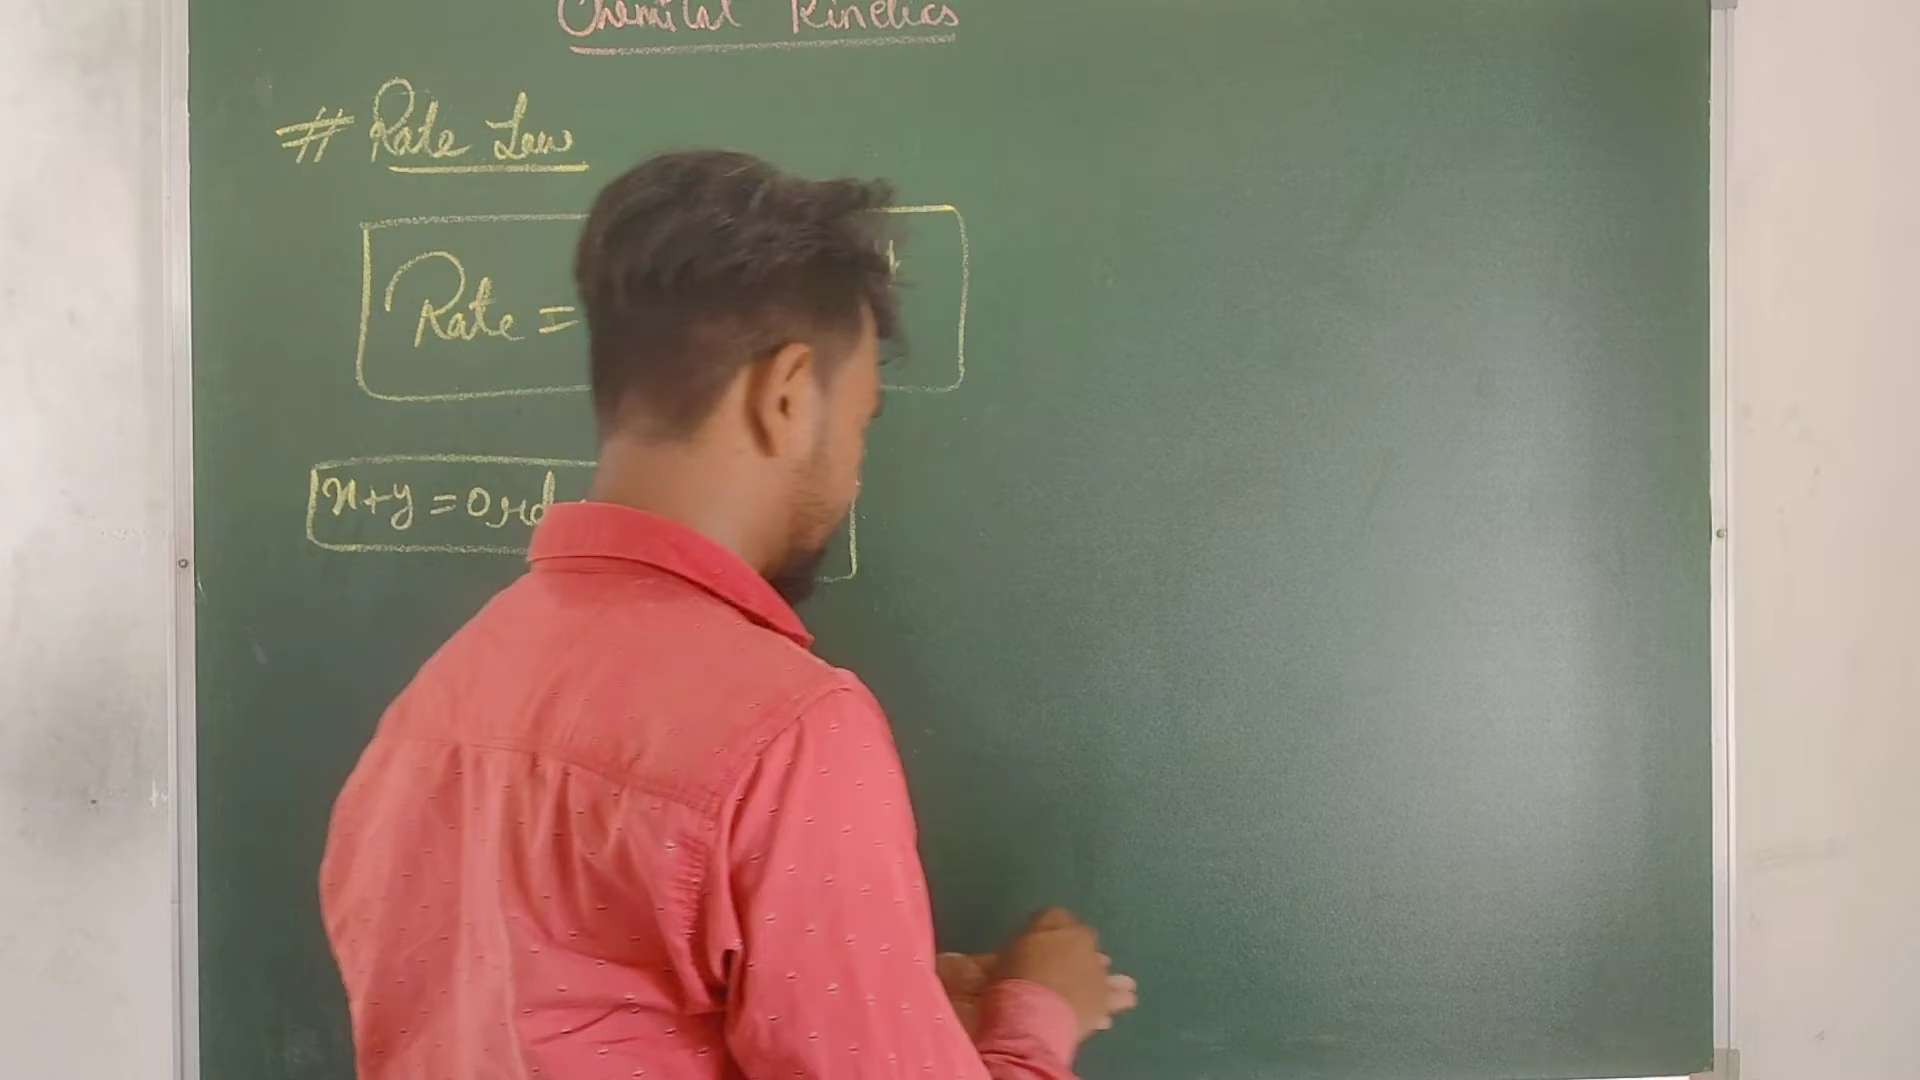 Chemical Kinetics
# Rate Law
Rate =
x+y = ord